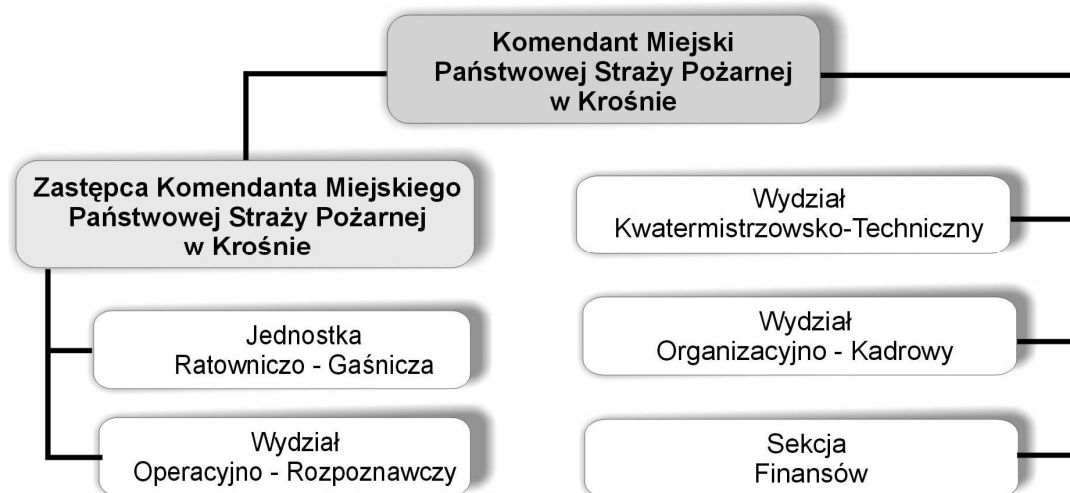 Komendant Miejski
Państwowej Straży Pożarnej
w Krośnie
Zastępca Komendanta Miejskiego
Państwowej Straży Pożarnej
w Krośnie
Wydział
Kwatermistrzowsko-Techniczny
Jednostka
Ratowniczo - Gaśnicza
Wydział
Organizacyjno - Kadrowy
Wydział
Operacyjno - Rozpoznawczy
Sekcja
Finansów